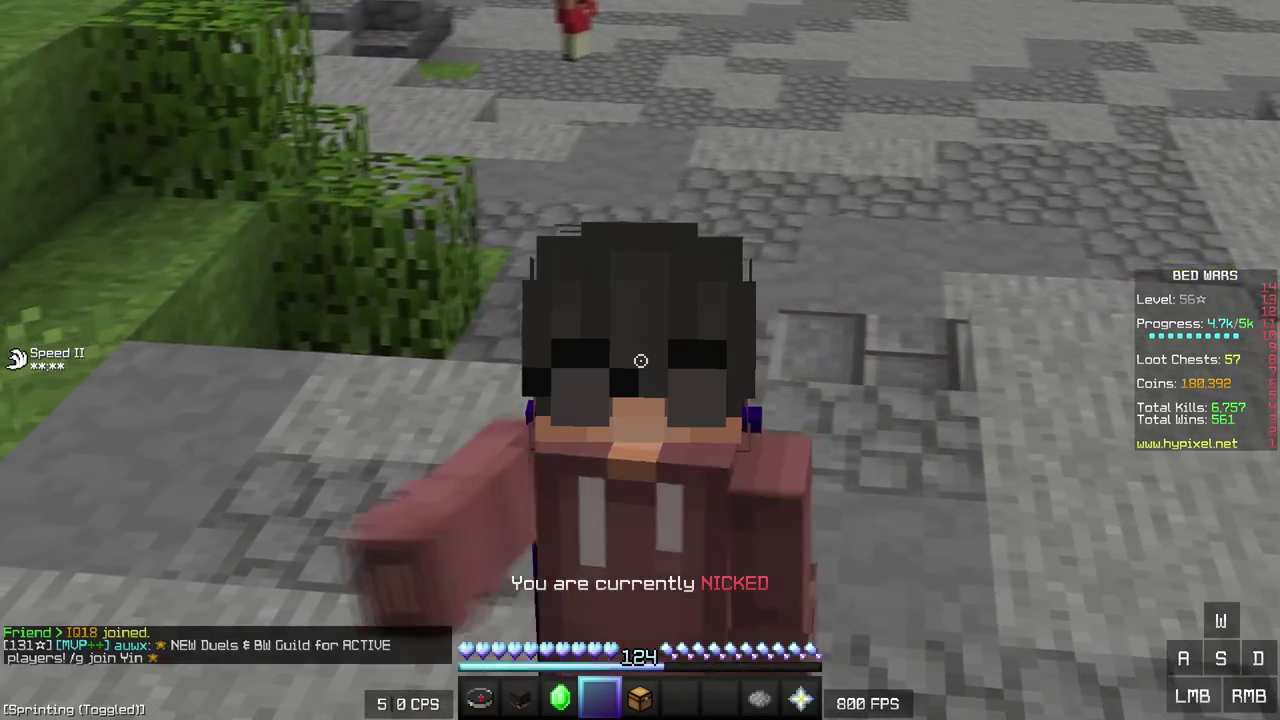 BED WARS
Level: 56☆
Progress: 4.7k/5k
Loot Chests: 57
Coins: 180,392
Total Kills: 6,757
Total Wins: 561
www.hypixel.net
Speed II
**:**
You are currently NICKED
Friend > IQ18 joined.
[131☆] [MVP++] auwx: ★ NEW Duels & BW Guild for ACTIVE
players! /g join Yin ★
124
[Sprinting (Toggled)]
5 | 0 CPS
800 FPS
W
A S D
LMB RMB